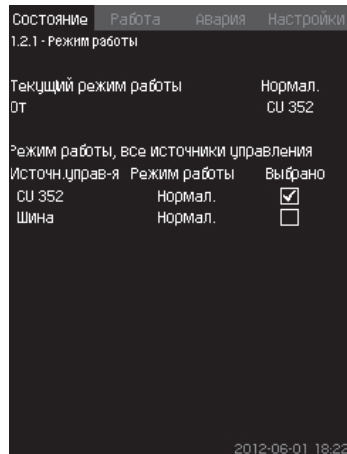 Состояние Работа Авария Настройки
1.2.1 - Режим работы
Текущий режим работы Нормал.
От CU 352
Режим работы, все источники управления
Источн.управ-я Режим работы Выбрано
CU 352 Нормал.
Шина Нормал.
2012-06-01 18:22